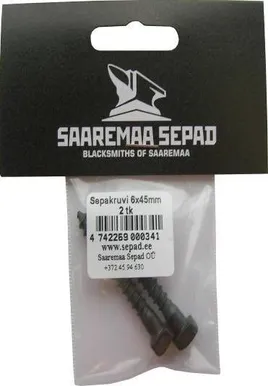 SAAREMAA SEPAD
BLACKSMITHS OF SAAREMAA
Sepakruvi 6x45mm
2 tk
4 742269 000341
www.sepad.ee
Saaremaa Sepad OÜ
+372 45 94 630